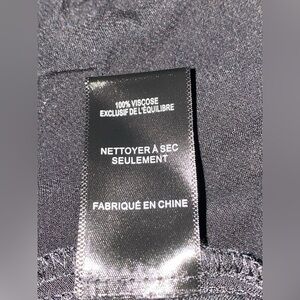 100% VISCOSE
EXCLUSIF DE L'ÉQUILIBRE
NETTOYER À SEC
SEULEMENT
FABRIQUÉ EN CHINE